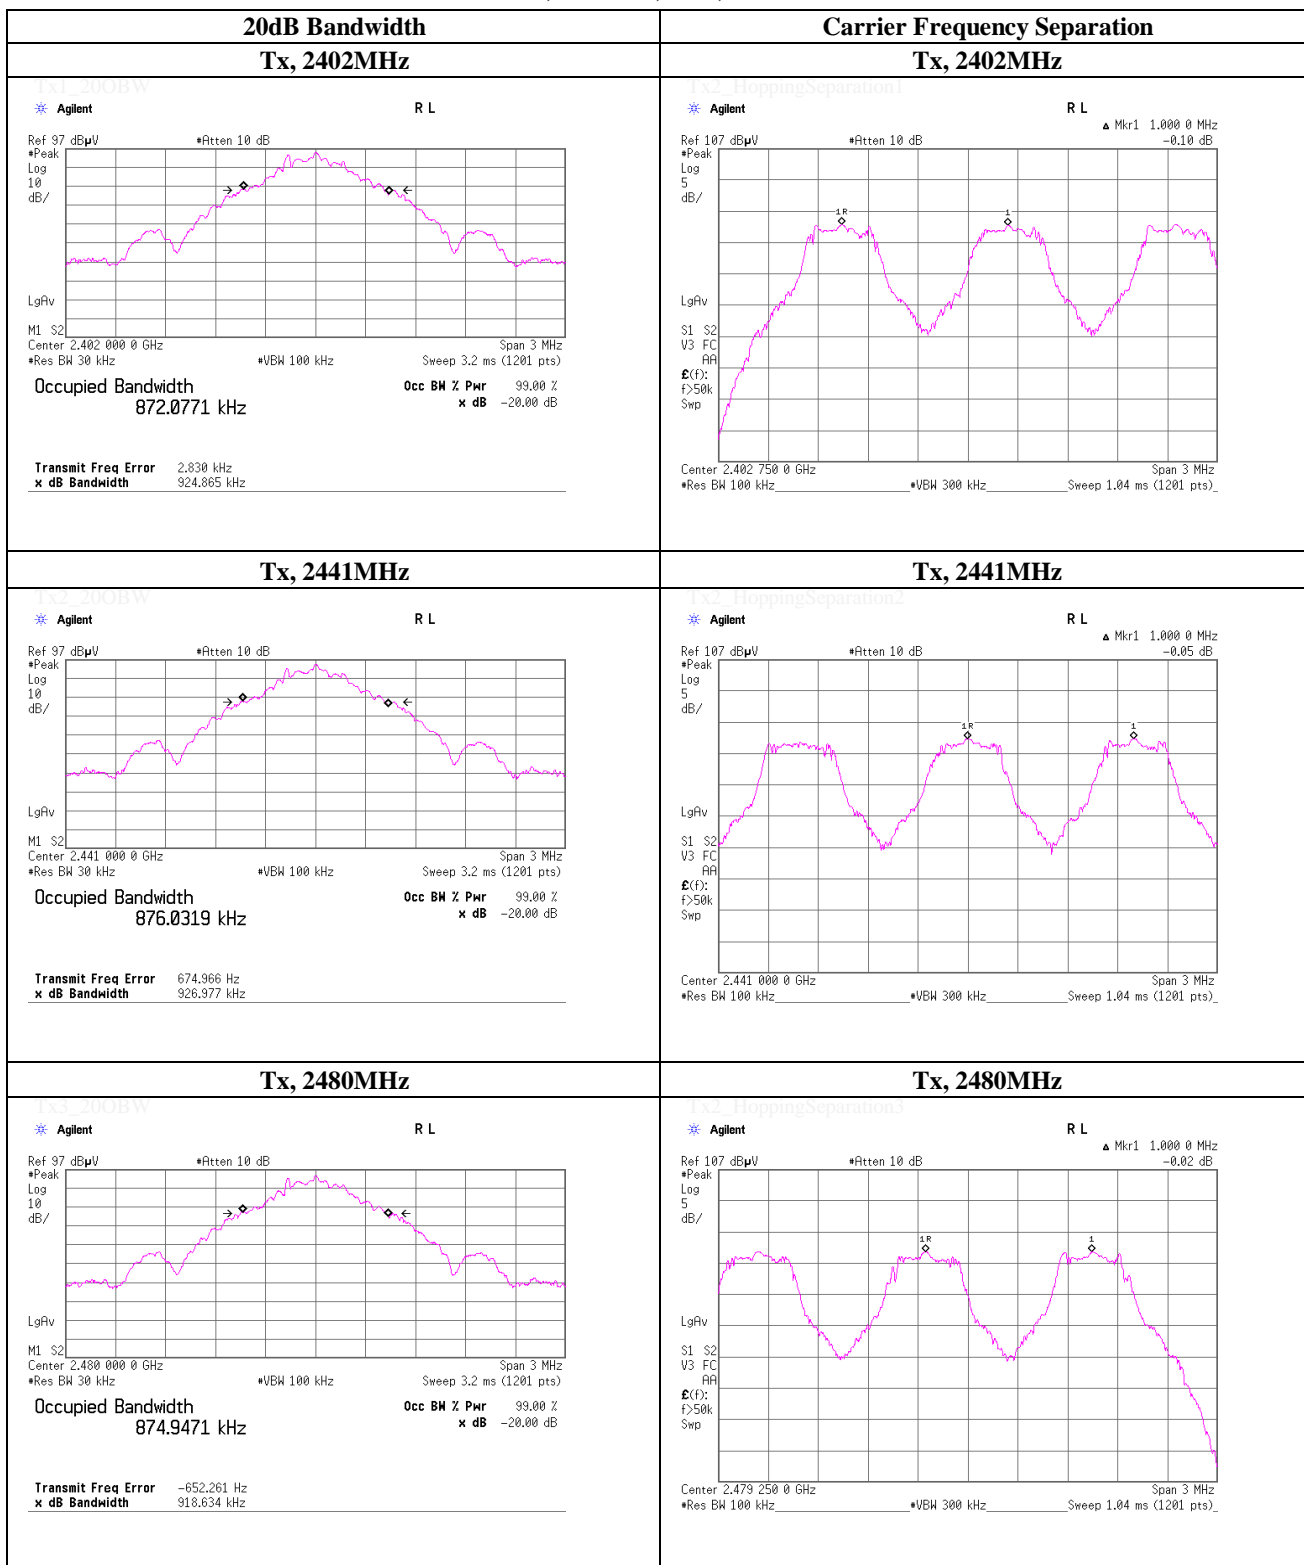 20dB Bandwidth
Carrier Frequency Separation
Tx, 2402MHz
Tx, 2402MHz
Tx1_20OBW
Agilent
R L
Ref 97 dBµV
#Atten 10 dB
#Peak
Log
10
dB/
LgAv
M1 S2
Center 2.402 000 0 GHz
Span 3 MHz
#Res BW 30 kHz
#VBW 100 kHz
Sweep 3.2 ms (1201 pts)
Occupied Bandwidth
872.0771 kHz
Occ BW % Pwr 99.00 %
x dB -20.00 dB
Transmit Freq Error 2.830 kHz
x dB Bandwidth 924.865 kHz
Tx2_HoppingSeparation1
Agilent
R L
Δ Mkr1 1.000 0 MHz
Ref 107 dBµV
#Atten 10 dB
-0.10 dB
#Peak
Log
5
dB/
1R
1
LgAv
S1 S2
V3 FC
AA
£(f):
f>50k
Swp
Center 2.402 750 0 GHz
Span 3 MHz
#Res BW 100 kHz
#VBW 300 kHz
Sweep 1.04 ms (1201 pts)
Tx, 2441MHz
Tx, 2441MHz
Tx2_20OBW
Agilent
R L
Ref 97 dBµV
#Atten 10 dB
#Peak
Log
10
dB/
LgAv
M1 S2
Center 2.441 000 0 GHz
Span 3 MHz
#Res BW 30 kHz
#VBW 100 kHz
Sweep 3.2 ms (1201 pts)
Occupied Bandwidth
876.0319 kHz
Occ BW % Pwr 99.00 %
x dB -20.00 dB
Transmit Freq Error 674.966 Hz
x dB Bandwidth 926.977 kHz
Tx2_HoppingSeparation2
Agilent
R L
Δ Mkr1 1.000 0 MHz
Ref 107 dBµV
#Atten 10 dB
-0.05 dB
#Peak
Log
5
dB/
1R
1
LgAv
S1 S2
V3 FC
AA
£(f):
f>50k
Swp
Center 2.441 000 0 GHz
Span 3 MHz
#Res BW 100 kHz
#VBW 300 kHz
Sweep 1.04 ms (1201 pts)
Tx, 2480MHz
Tx, 2480MHz
Tx3_20OBW
Agilent
R L
Ref 97 dBµV
#Atten 10 dB
#Peak
Log
10
dB/
LgAv
M1 S2
Center 2.480 000 0 GHz
Span 3 MHz
#Res BW 30 kHz
#VBW 100 kHz
Sweep 3.2 ms (1201 pts)
Occupied Bandwidth
874.9471 kHz
Occ BW % Pwr 99.00 %
x dB -20.00 dB
Transmit Freq Error -652.261 Hz
x dB Bandwidth 918.634 kHz
Tx2_HoppingSeparation3
Agilent
R L
Δ Mkr1 1.000 0 MHz
Ref 107 dBµV
#Atten 10 dB
-0.02 dB
#Peak
Log
5
dB/
1R
1
LgAv
S1 S2
V3 FC
AA
£(f):
f>50k
Swp
Center 2.479 250 0 GHz
Span 3 MHz
#Res BW 100 kHz
#VBW 300 kHz
Sweep 1.04 ms (1201 pts)